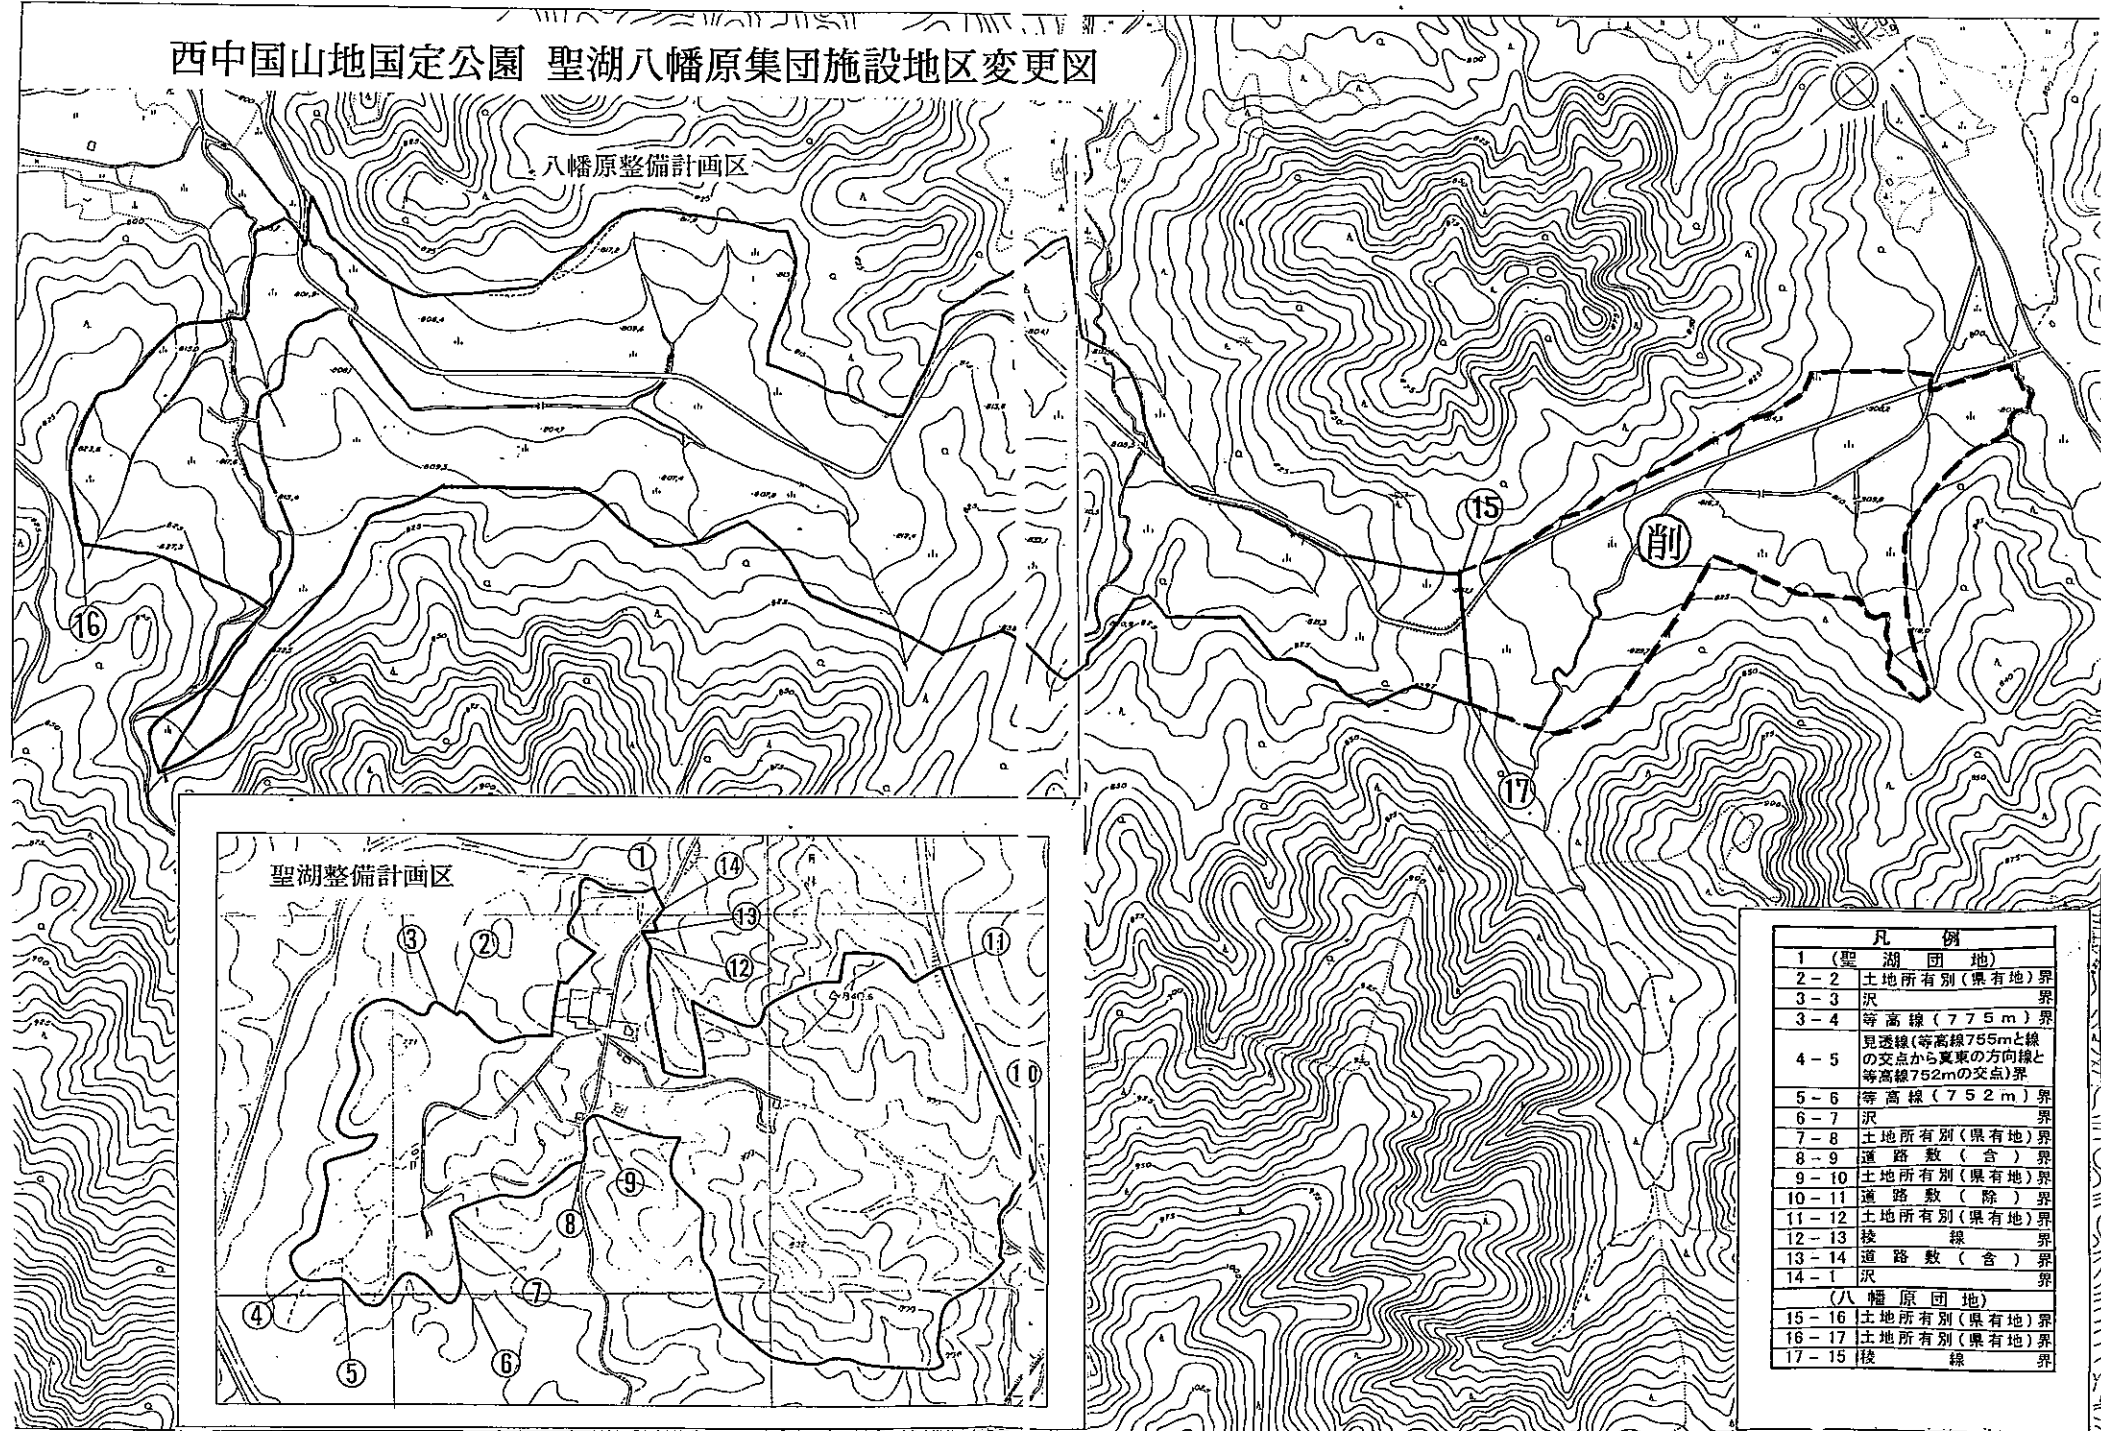 西中国山地国定公園 聖湖八幡原集団施設地区変更図
八幡原整備計画区
⑮
削
⑯
⑰
聖湖整備計画区
①
⑭
⑬
③
②
⑫
⑪
⑩
⑨
⑧
⑦
④
⑤
⑥
凡 例
1 (聖 湖 団 地)
2-2 土地所有別(県有地)界
3-3 沢 界
3-4 等高線(775m)界
4-5 見透線(等高線755mと線
の交点から真東の方向線と
等高線752mの交点)界
5-6 等高線(752m)界
6-7 沢 界
7-8 土地所有別(県有地)界
8-9 道路敷(含)界
9-10 土地所有別(県有地)界
10-11 道路敷(除)界
11-12 土地所有別(県有地)界
12-13 稜 線 界
13-14 道路敷(含)界
14-1 沢 界
(八 幡 原 団 地)
15-16 土地所有別(県有地)界
16-17 土地所有別(県有地)界
17-15 稜 線 界